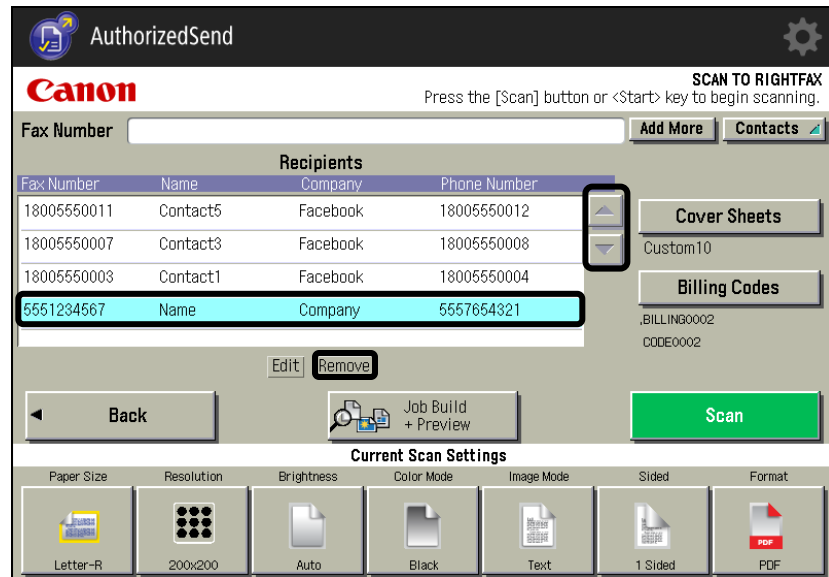 AuthorizedSend
Canon
SCAN TO RIGHTFAX
Press the [Scan] button or <Start> key to begin scanning.
Fax Number
Add More
Contacts
Recipients
Fax Number Name Company Phone Number
18005550011 Contact5 Facebook 18005550012
18005550007 Contact3 Facebook 18005550008
18005550003 Contact1 Facebook 18005550004
5551234567 Name Company 5557654321
Cover Sheets
Custom10
Billing Codes
,BILLING0002
CODE0002
Edit Remove
Back
Job Build
+ Preview
Scan
Current Scan Settings
Paper Size Resolution Brightness Color Mode Image Mode Sided Format
PDF
Letter-R 200x200 Auto Black Text 1 Sided PDF